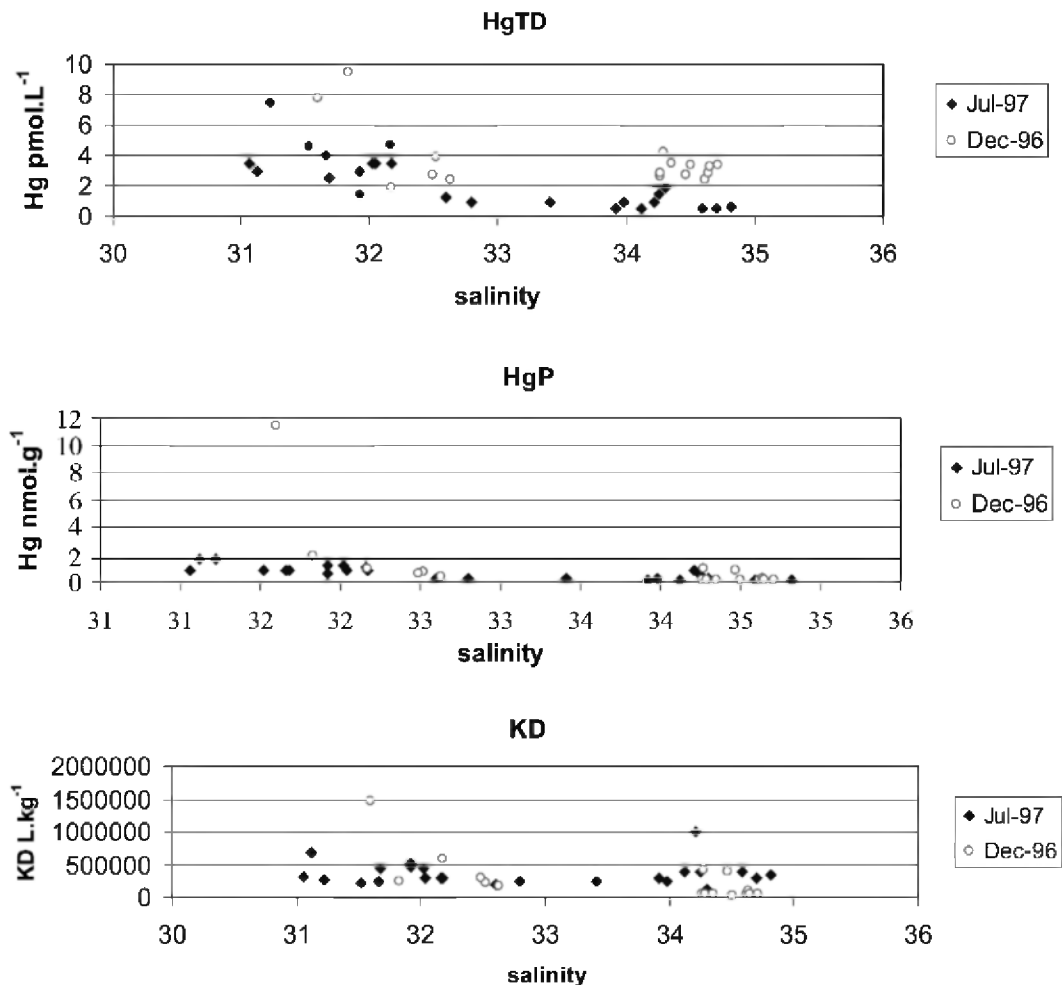 HgTD
Hg pmol.L⁻¹
10
8
6
4
2
0
30 31 32 33 34 35 36
salinity
Jul-97
Dec-96
HgP
Hg nmol.g⁻¹
12
10
8
6
4
2
0
31 31 32 32 33 33 34 34 35 35 36
salinity
Jul-97
Dec-96
KD
KD L.kg⁻¹
2000000
1500000
1000000
500000
0
30 31 32 33 34 35 36
salinity
Jul-97
Dec-96